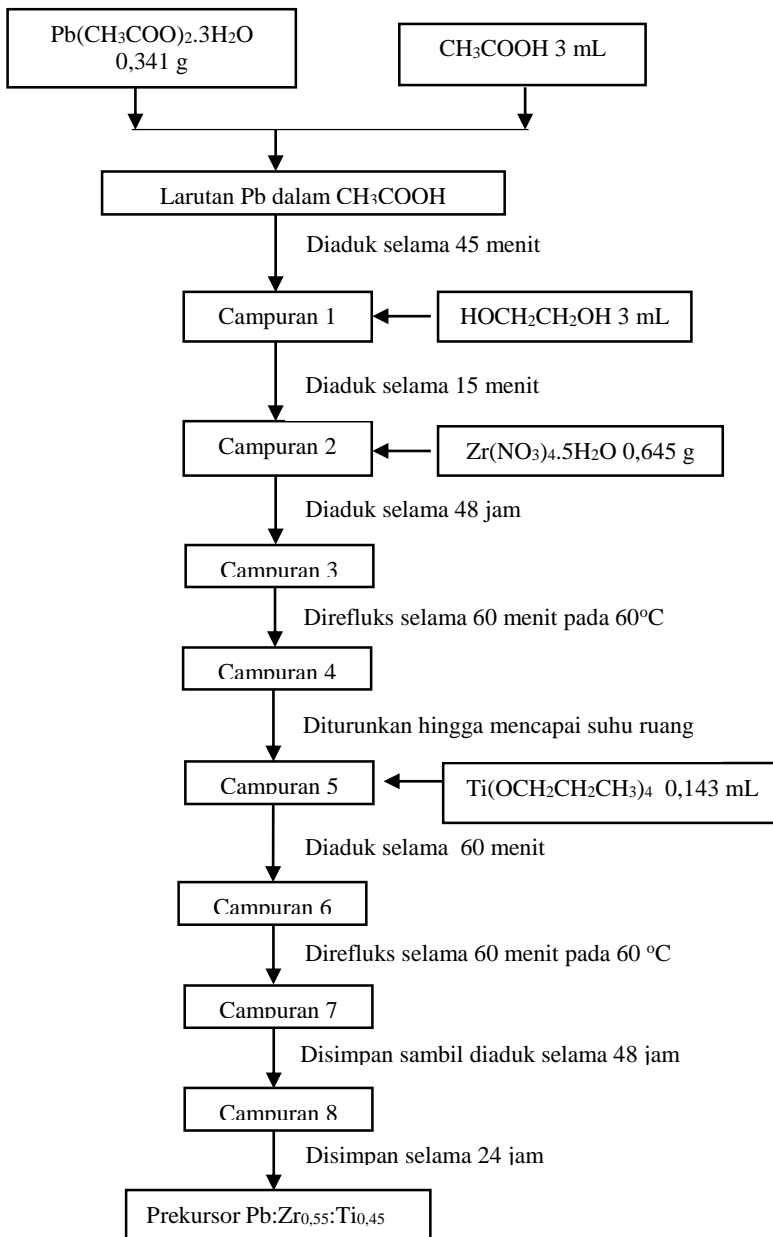 Pb(CH₃COO)₂.3H₂O
0,341 g
CH₃COOH 3 mL
Larutan Pb dalam CH₃COOH
Diaduk selama 45 menit
Campuran 1
HOCH₂CH₂OH 3 mL
Diaduk selama 15 menit
Campuran 2
Zr(NO₃)₄.5H₂O 0,645 g
Diaduk selama 48 jam
Campuran 3
Direfluks selama 60 menit pada 60°C
Campuran 4
Diturunkan hingga mencapai suhu ruang
Campuran 5
Ti(OCH₂CH₂CH₃)₄ 0,143 mL
Diaduk selama 60 menit
Campuran 6
Direfluks selama 60 menit pada 60 °C
Campuran 7
Disimpan sambil diaduk selama 48 jam
Campuran 8
Disimpan selama 24 jam
Prekursor Pb:Zr₀,₅₅:Ti₀,₄₅